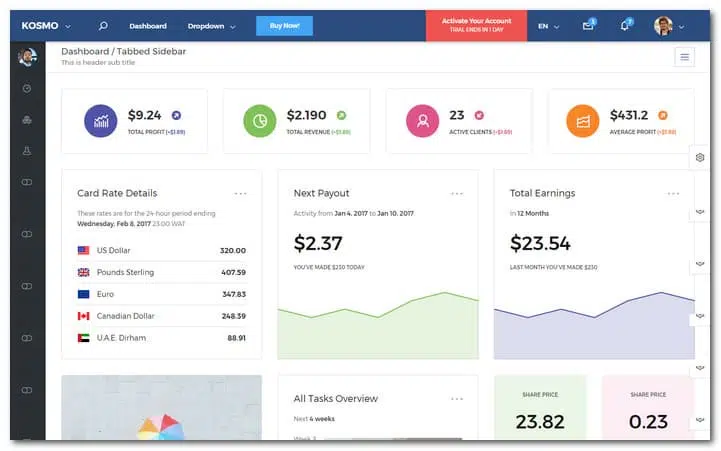 KOSMO
Dashboard
Dropdown
Buy Now!
Activate Your Account
TRIAL ENDS IN 1 DAY
EN
3
7
Dashboard / Tabbed Sidebar
This is header sub title
$9.24
TOTAL PROFIT (+$3.89)
$2.190
TOTAL REVENUE (+$3.89)
23
ACTIVE CLIENTS (+$3.89)
$431.2
AVERAGE PROFIT (+$3.89)
Card Rate Details
These rates are for the 24-hour period ending
Wednesday, Feb 8, 2017 23:00 WAT
US Dollar 320.00
Pounds Sterling 407.59
Euro 347.83
Canadian Dollar 248.39
U.A.E. Dirham 88.91
Next Payout
Activity from Jan 4, 2017 to Jan 10, 2017
$2.37
YOU'VE MADE $230 TODAY
Total Earnings
In 12 Months
$23.54
LAST MONTH YOU'VE MADE $230
All Tasks Overview
Next 4 weeks
SHARE PRICE
23.82
SHARE PRICE
0.23